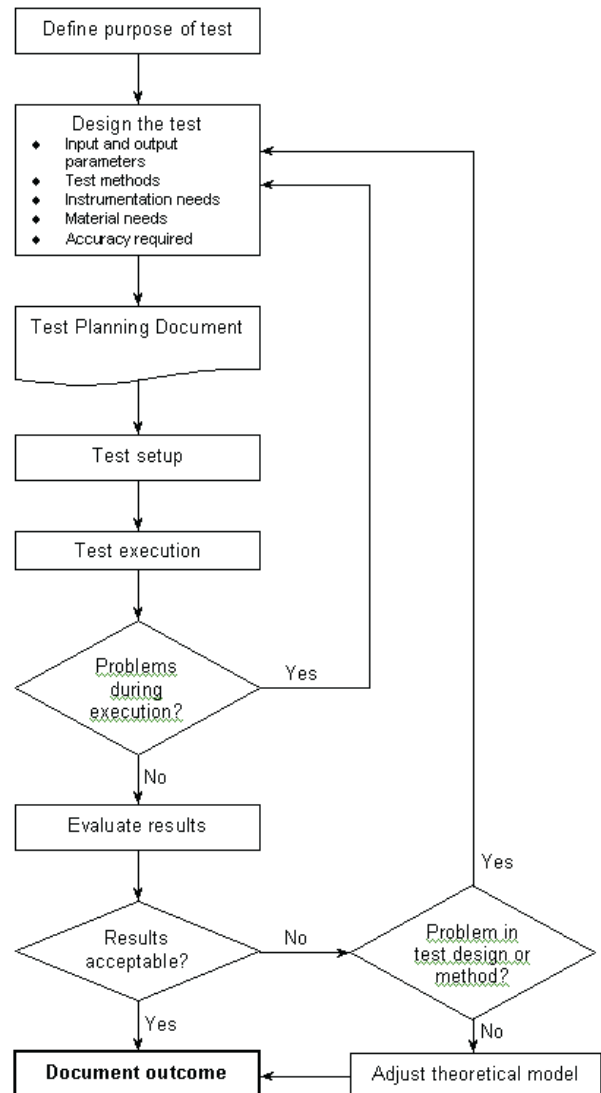 Define purpose of test
Design the test
♦ Input and output
parameters
♦ Test methods
♦ Instrumentation needs
♦ Material needs
♦ Accuracy required
Test Planning Document
Test setup
Test execution
Problems
during
execution?
Yes
No
Evaluate results
Results
acceptable?
No
Problem in
test design or
method?
Yes
Yes
No
Document outcome
Adjust theoretical model